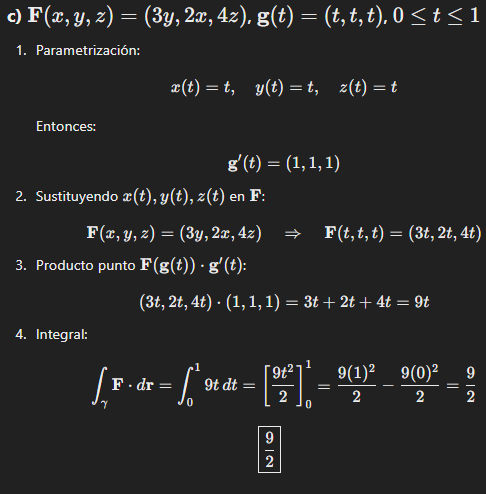 c) F(x, y, z) = (3y, 2x, 4z), g(t) = (t, t, t), 0 ≤ t ≤ 1
1. Parametrización:
x(t) = t, y(t) = t, z(t) = t
Entonces:
g′(t) = (1, 1, 1)
2. Sustituyendo x(t), y(t), z(t) en F:
F(x, y, z) = (3y, 2x, 4z) ⇒ F(t, t, t) = (3t, 2t, 4t)
3. Producto punto F(g(t)) · g′(t):
(3t, 2t, 4t) · (1, 1, 1) = 3t + 2t + 4t = 9t
4. Integral:
∫_γ F · dr = ∫_0^1 9t dt = [9t²/2]_0^1 = 9(1)²/2 − 9(0)²/2 = 9/2
9/2